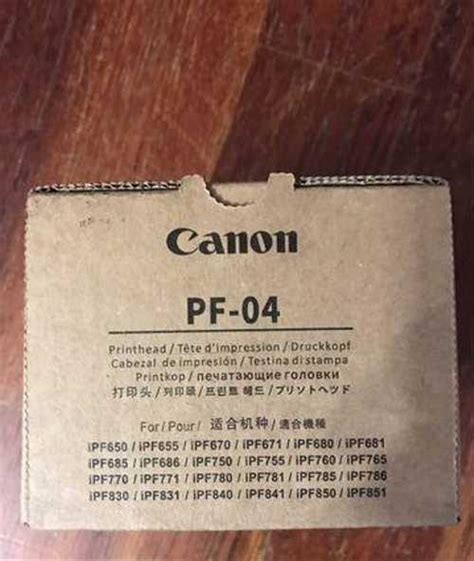 Canon
PF-04
Printhead / Tête d'impression / Druckkopf
Cabezal de impresión / Testina di stampa
Printkop / печатающие головки
打印头 / 列印頭 / 프린트 헤드 / プリントヘッド
For / Pour / 适合机种 / 適合機種
iPF650 / iPF655 / iPF670 / iPF671 / iPF680 / iPF681
iPF685 / iPF686 / iPF750 / iPF755 / iPF760 / iPF765
iPF770 / iPF771 / iPF780 / iPF781 / iPF785 / iPF786
iPF830 / iPF831 / iPF840 / iPF841 / iPF850 / iPF851